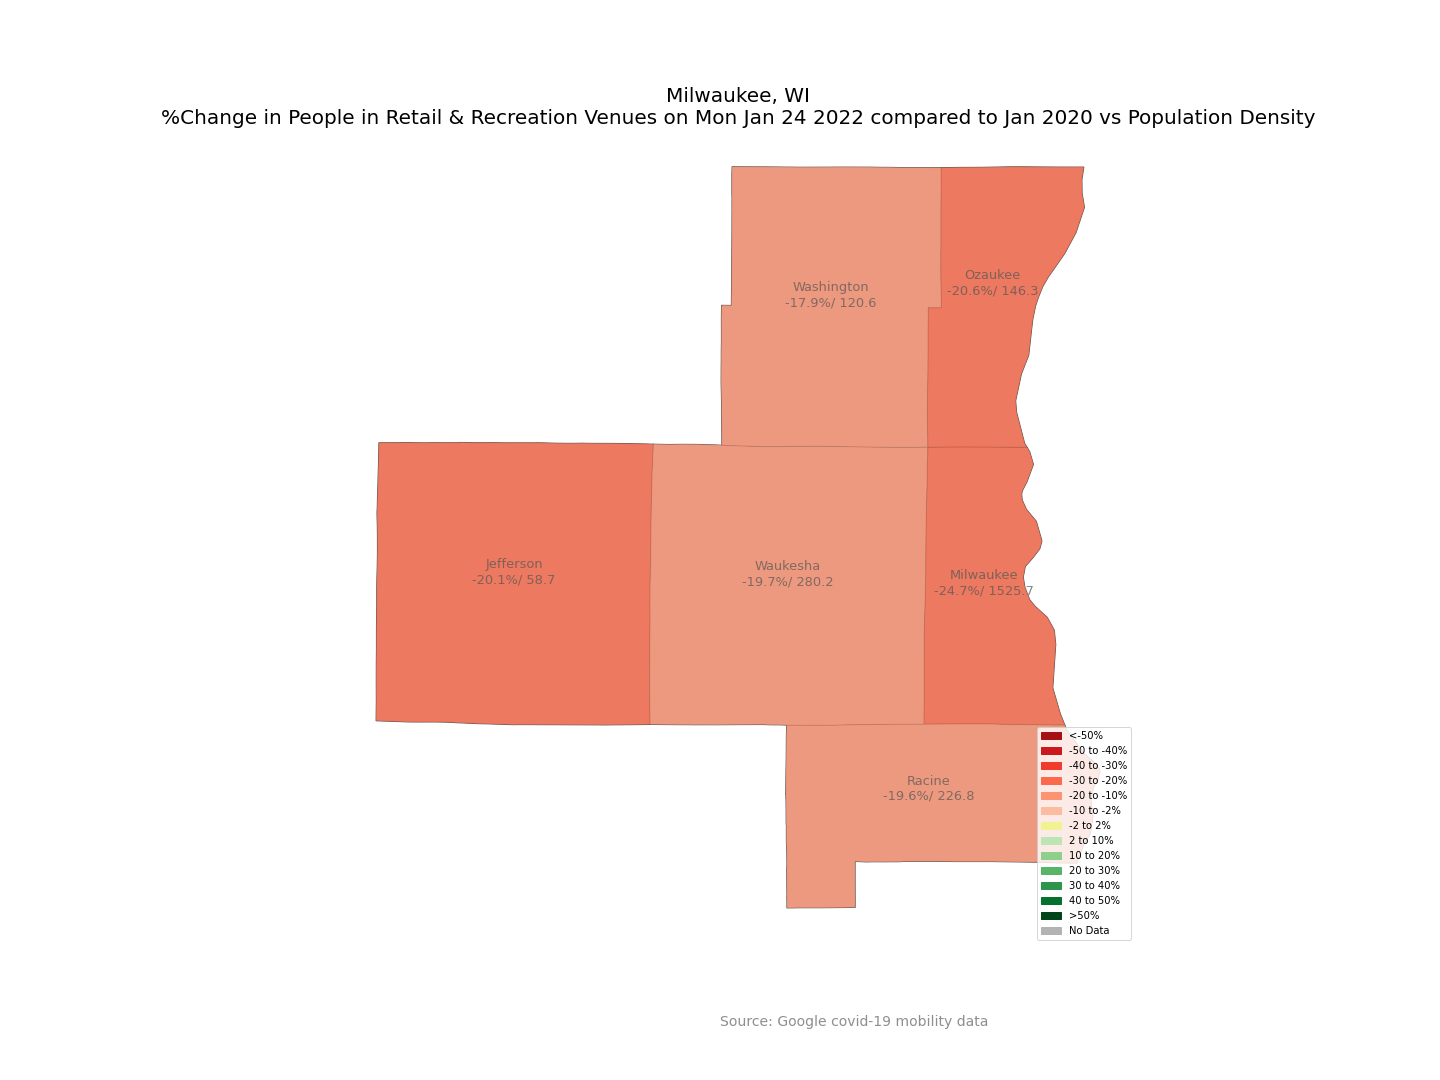 Milwaukee, WI
%Change in People in Retail & Recreation Venues on Mon Jan 24 2022 compared to Jan 2020 vs Population Density
Washington
-17.9%/ 120.6
Ozaukee
-20.6%/ 146.3
Jefferson
-20.1%/ 58.7
Waukesha
-19.7%/ 280.2
Milwaukee
-24.7%/ 1525.7
Racine
-19.6%/ 226.8
<-50%
-50 to -40%
-40 to -30%
-30 to -20%
-20 to -10%
-10 to -2%
-2 to 2%
2 to 10%
10 to 20%
20 to 30%
30 to 40%
40 to 50%
>50%
No Data
Source: Google covid-19 mobility data